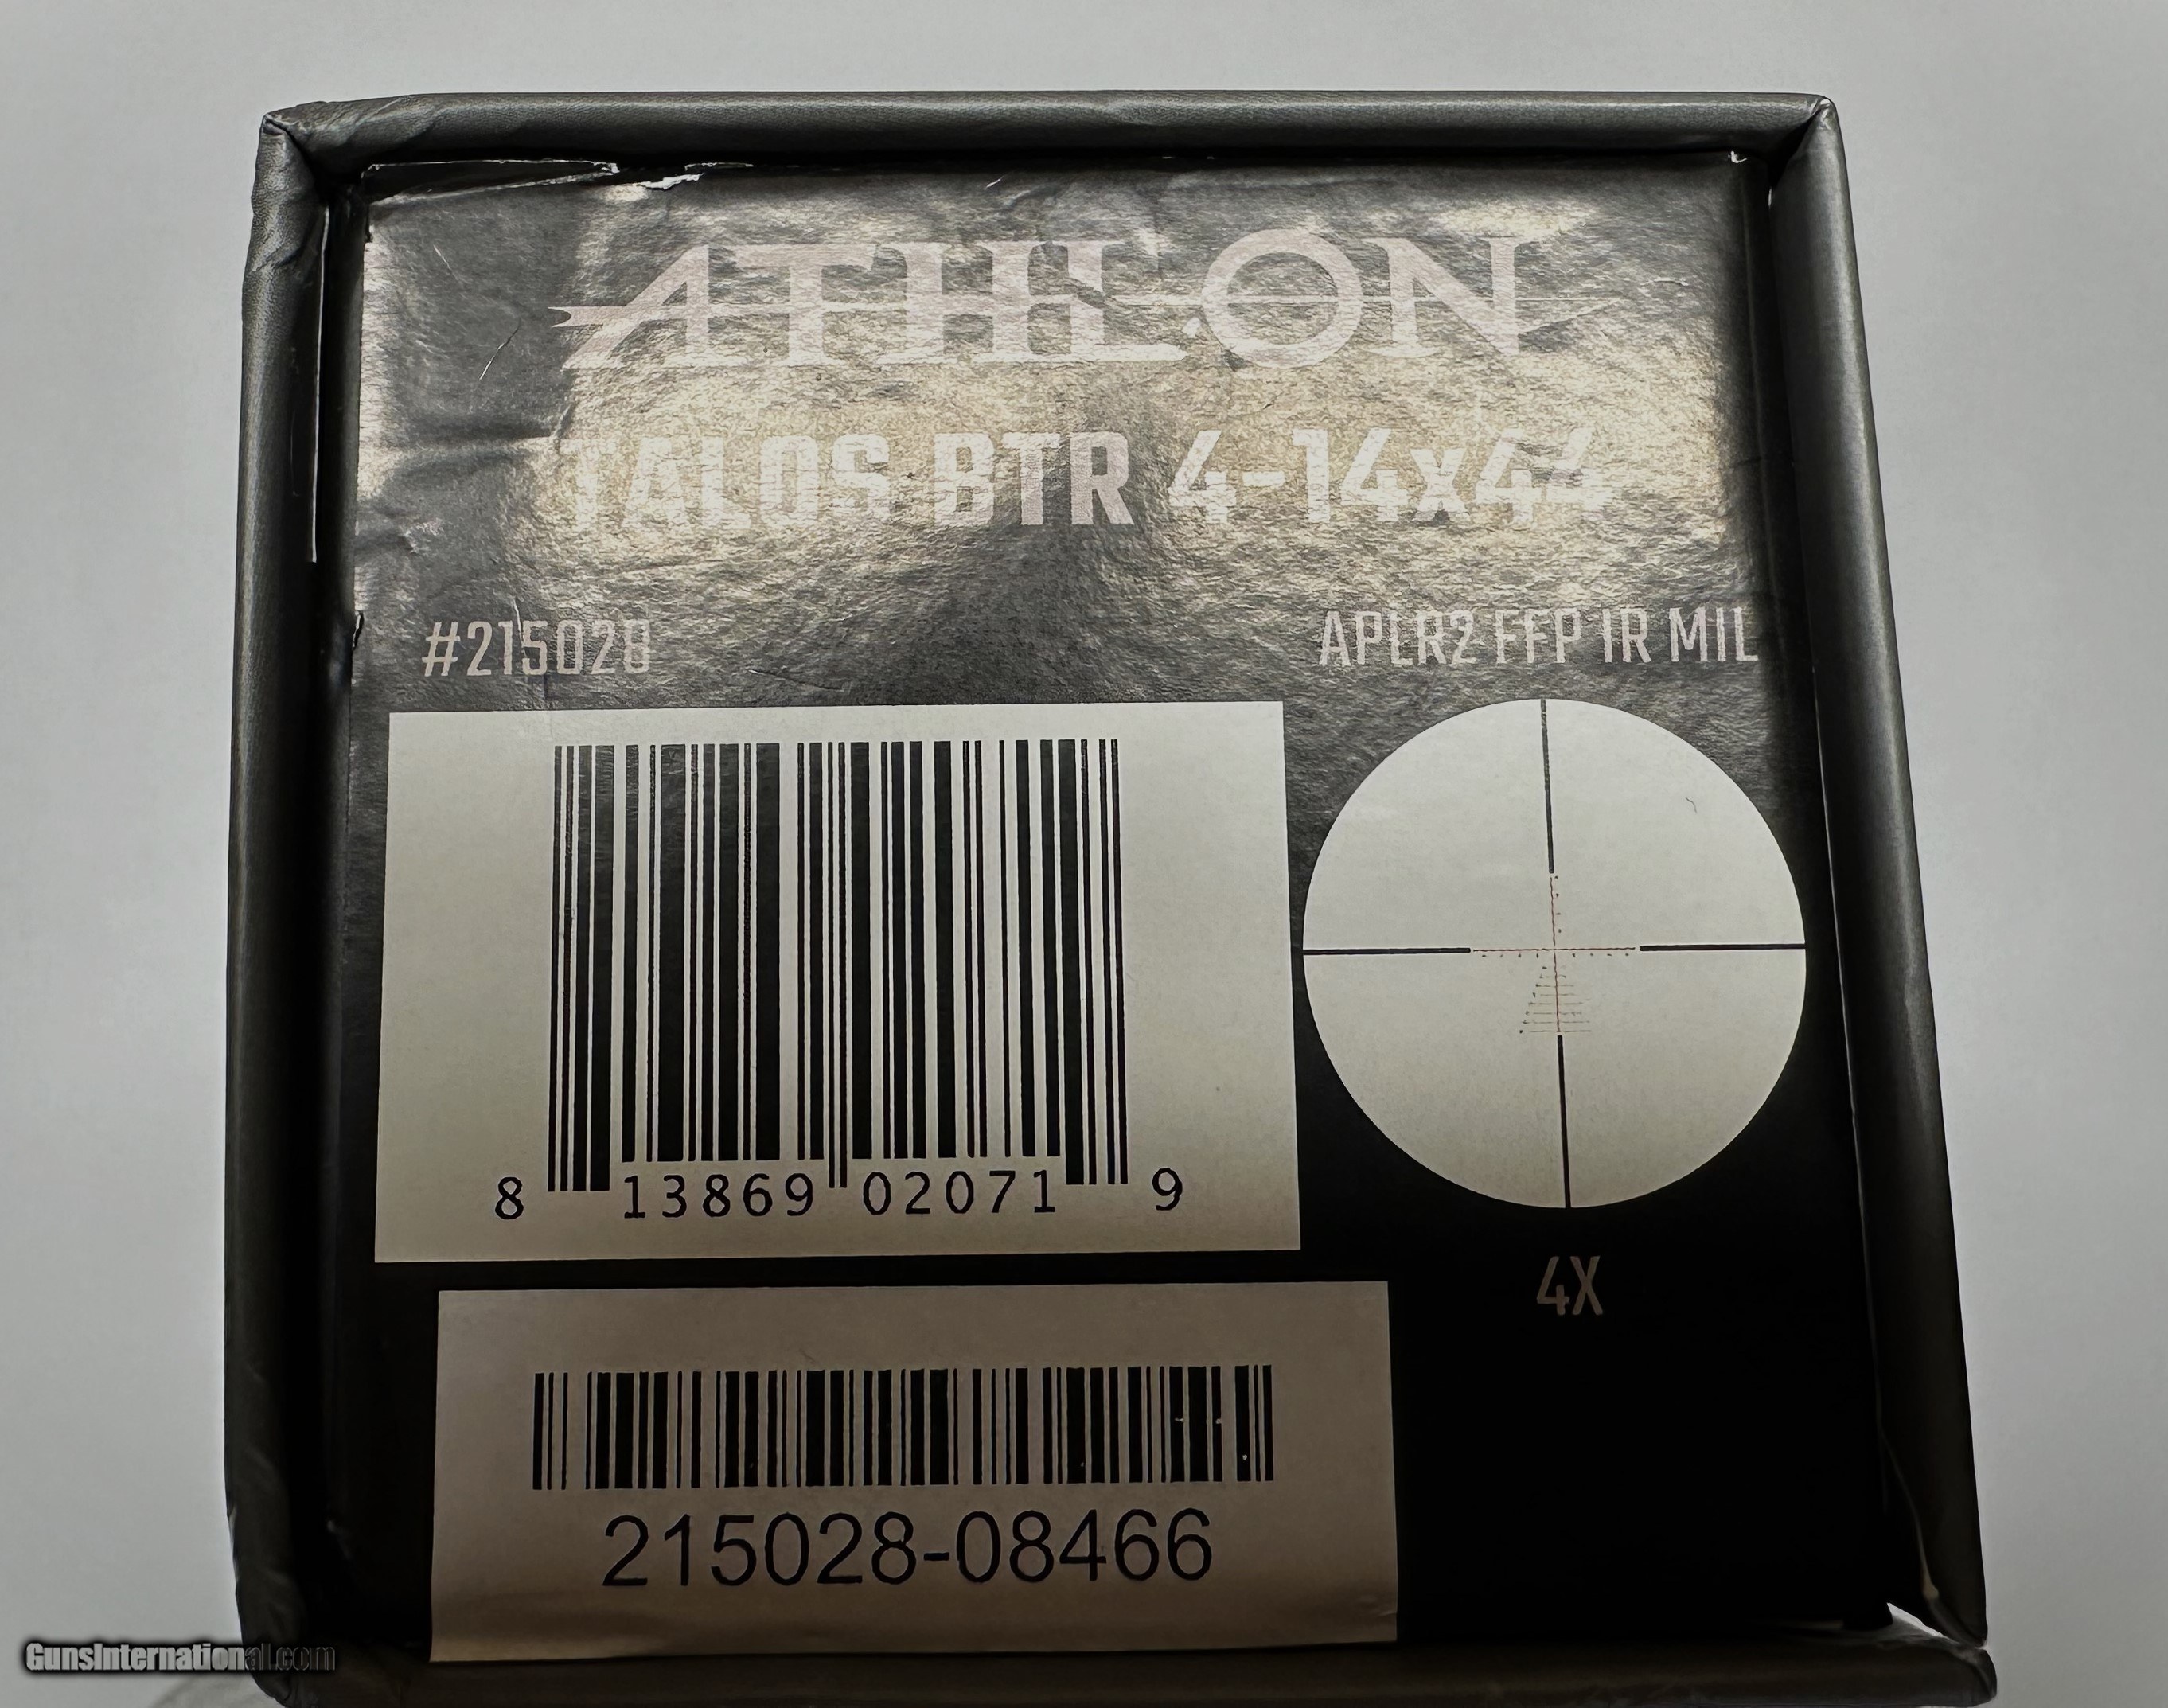 ATHLON
TALOS BTR 4-14x44
#215028
APLR2 FFP IR MIL
8 13869 02071 9
4X
215028-08466
GunsInternational.com